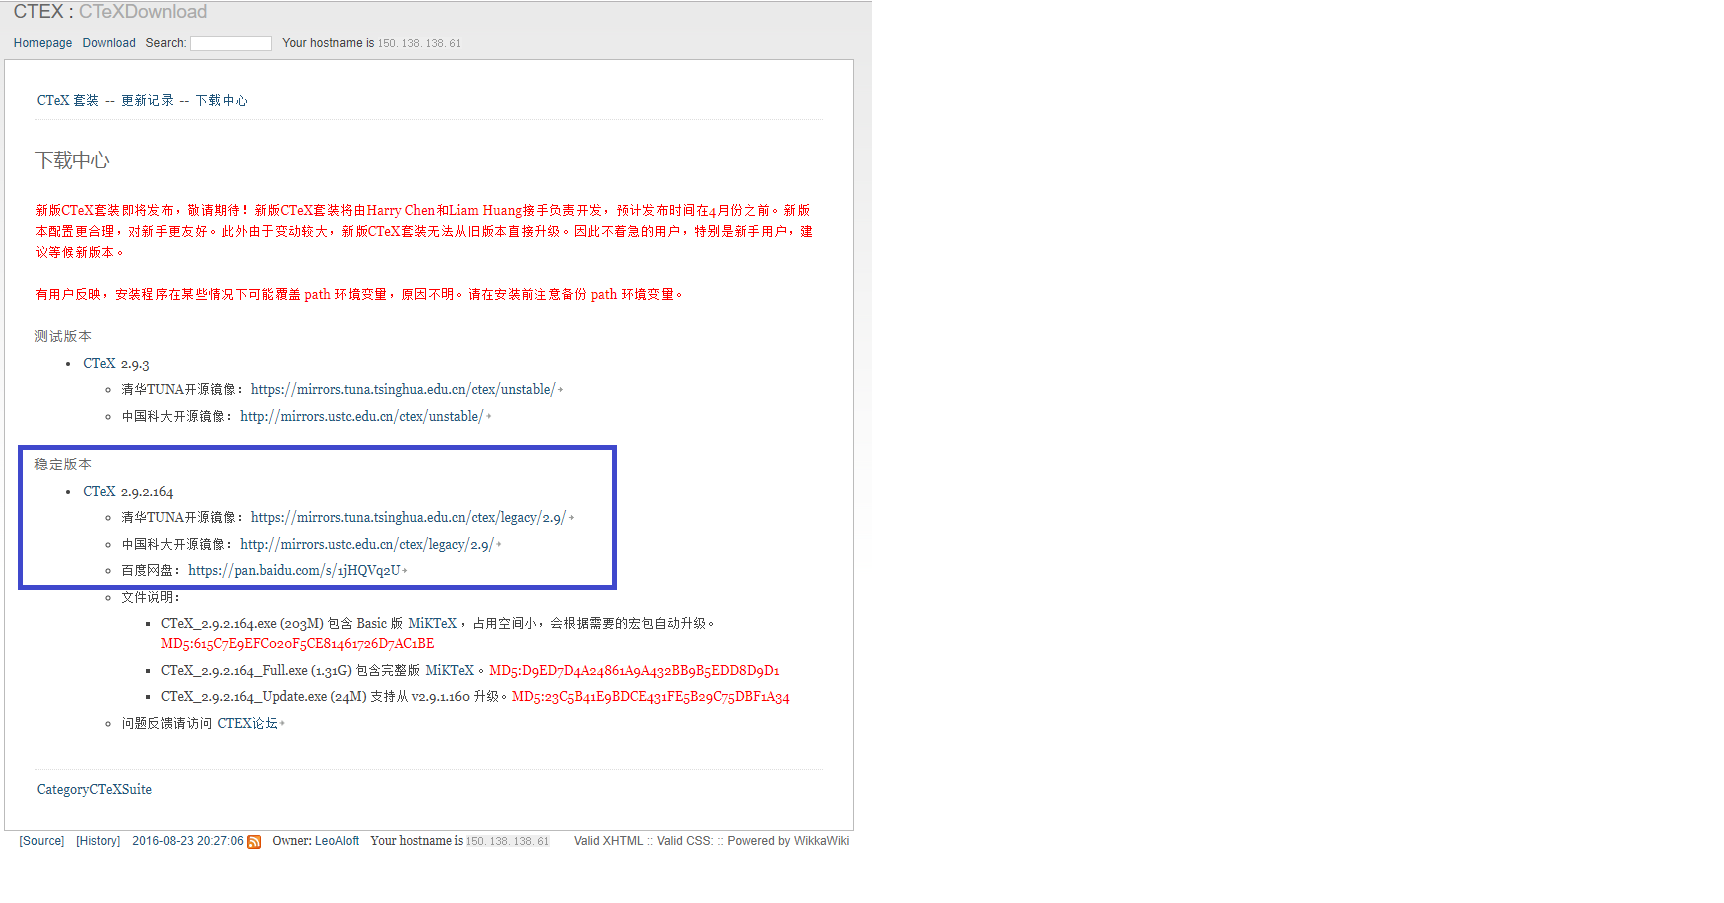 CTEX : CTeXDownload
Homepage Download Search: Your hostname is 150.138.138.61
CTeX 套装 -- 更新记录 -- 下载中心
下载中心
新版CTeX套装即将发布，敬请期待！新版CTeX套装将由Harry Chen和Liam Huang接手负责开发，预计发布时间在4月份之前。新版
本配置更合理，对新手更友好。此外由于变动较大，新版CTeX套装无法从旧版本直接升级。因此不着急的用户，特别是新手用户，建
议等候新版本。
有用户反映，安装程序在某些情况下可能覆盖 path 环境变量，原因不明。请在安装前注意备份 path 环境变量。
测试版本
CTeX 2.9.3
清华TUNA开源镜像：https://mirrors.tuna.tsinghua.edu.cn/ctex/unstable/
中国科大开源镜像：http://mirrors.ustc.edu.cn/ctex/unstable/
稳定版本
CTeX 2.9.2.164
清华TUNA开源镜像：https://mirrors.tuna.tsinghua.edu.cn/ctex/legacy/2.9/
中国科大开源镜像：http://mirrors.ustc.edu.cn/ctex/legacy/2.9/
百度网盘：https://pan.baidu.com/s/1jHQVq2U
文件说明：
CTeX_2.9.2.164.exe (203M) 包含 Basic 版 MiKTeX，占用空间小，会根据需要的宏包自动升级。
MD5:615C7E9EFC020F5CE81461726D7AC1BE
CTeX_2.9.2.164_Full.exe (1.31G) 包含完整版 MiKTeX。MD5:D9ED7D4A24861A9A432BB9B5EDD8D9D1
CTeX_2.9.2.164_Update.exe (24M) 支持从 v2.9.1.160 升级。MD5:23C5B41E9BDCE431FE5B29C75DBF1A34
问题反馈请访问 CTEX论坛
CategoryCTeXSuite
[Source] [History] 2016-08-23 20:27:06 Owner: LeoAloft Your hostname is 150.138.138.61 Valid XHTML :: Valid CSS: :: Powered by WikkaWiki